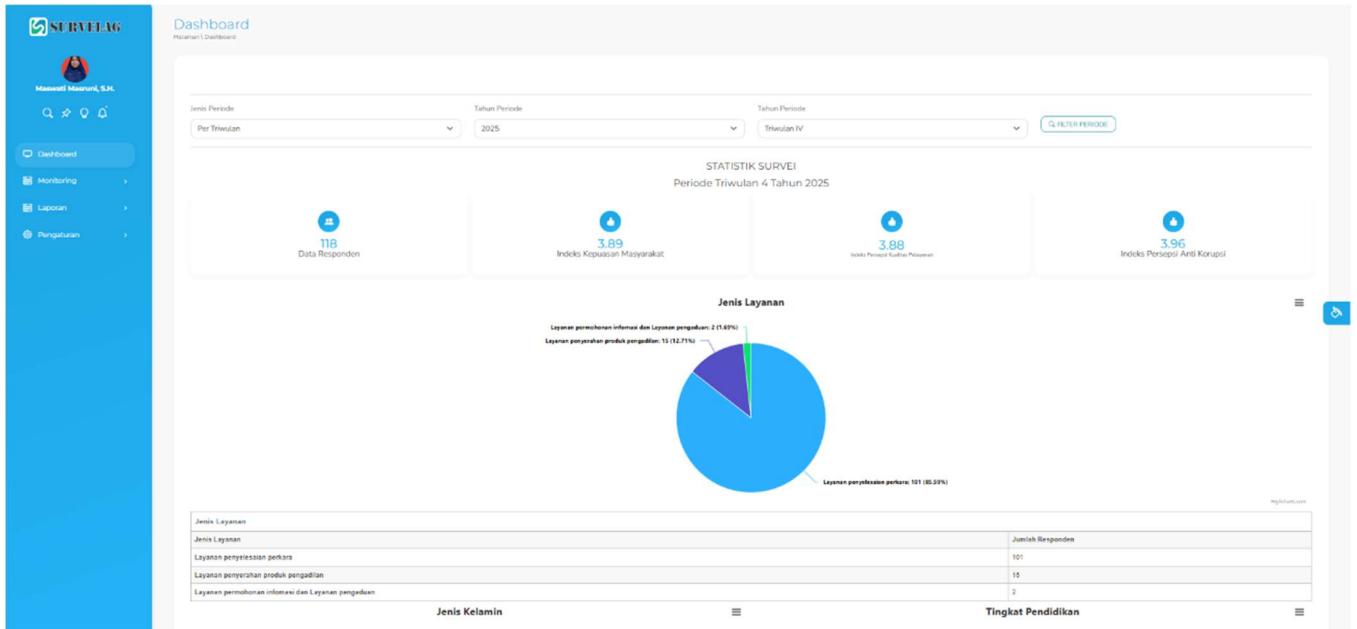 SURVELAG
Dashboard
Halaman \ Dashboard
Maswati Masruni, S.H.
Dashboard
Monitoring
Laporan
Pengaturan
Jenis Periode
Tahun Periode
Tahun Periode
Per Triwulan
2025
Triwulan IV
FILTER PERIODE
STATISTIK SURVEI
Periode Triwulan 4 Tahun 2025
118
Data Responden
3.89
Indeks Kepuasan Masyarakat
3.88
Indeks Persepsi Kualitas Pelayanan
3.96
Indeks Persepsi Anti Korupsi
Jenis Layanan
Layanan permohonan infomasi dan Layanan pengaduan: 2 (1.69%)
Layanan penyerahan produk pengadilan: 15 (12.71%)
Layanan penyelesaian perkara: 101 (85.59%)
Highcharts.com
Jenis Layanan
Jenis Layanan Jumlah Responden
Layanan penyelesaian perkara 101
Layanan penyerahan produk pengadilan 15
Layanan permohonan infomasi dan Layanan pengaduan 2
Jenis Kelamin
Tingkat Pendidikan